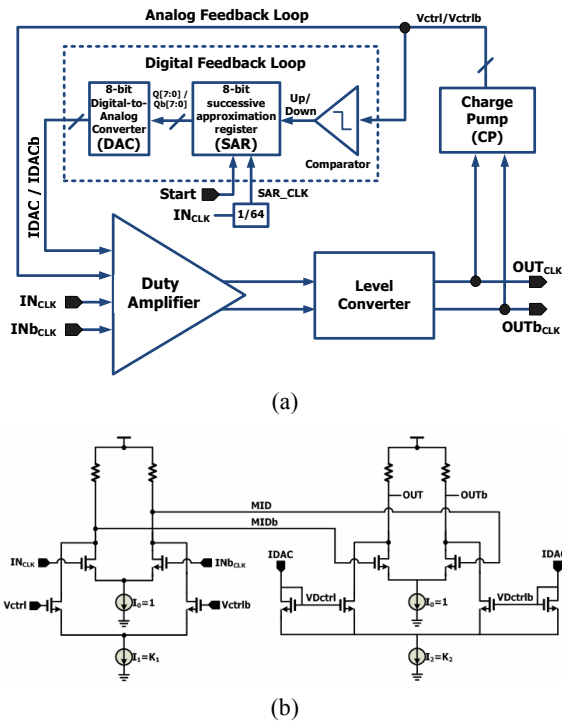 Analog Feedback Loop
Vctrl/Vctrlb
Digital Feedback Loop
8-bit
Digital-to-
Analog
Converter
(DAC)
Q[7:0] /
Qb[7:0]
8-bit
successive
approximation
register
(SAR)
Up/
Down
Comparator
Charge
Pump
(CP)
IDAC / IDACb
Start
SAR_CLK
INCLK
1/64
Duty
Amplifier
Level
Converter
OUTCLK
OUTbCLK
INCLK
INbCLK
(a)
MID
MIDb
OUT
OUTb
INCLK
INbCLK
IDAC
IDAC
Vctrl
Vctrlb
I0=1
VDctrl
I0=1
VDctrlb
I1=K1
I2=K2
(b)